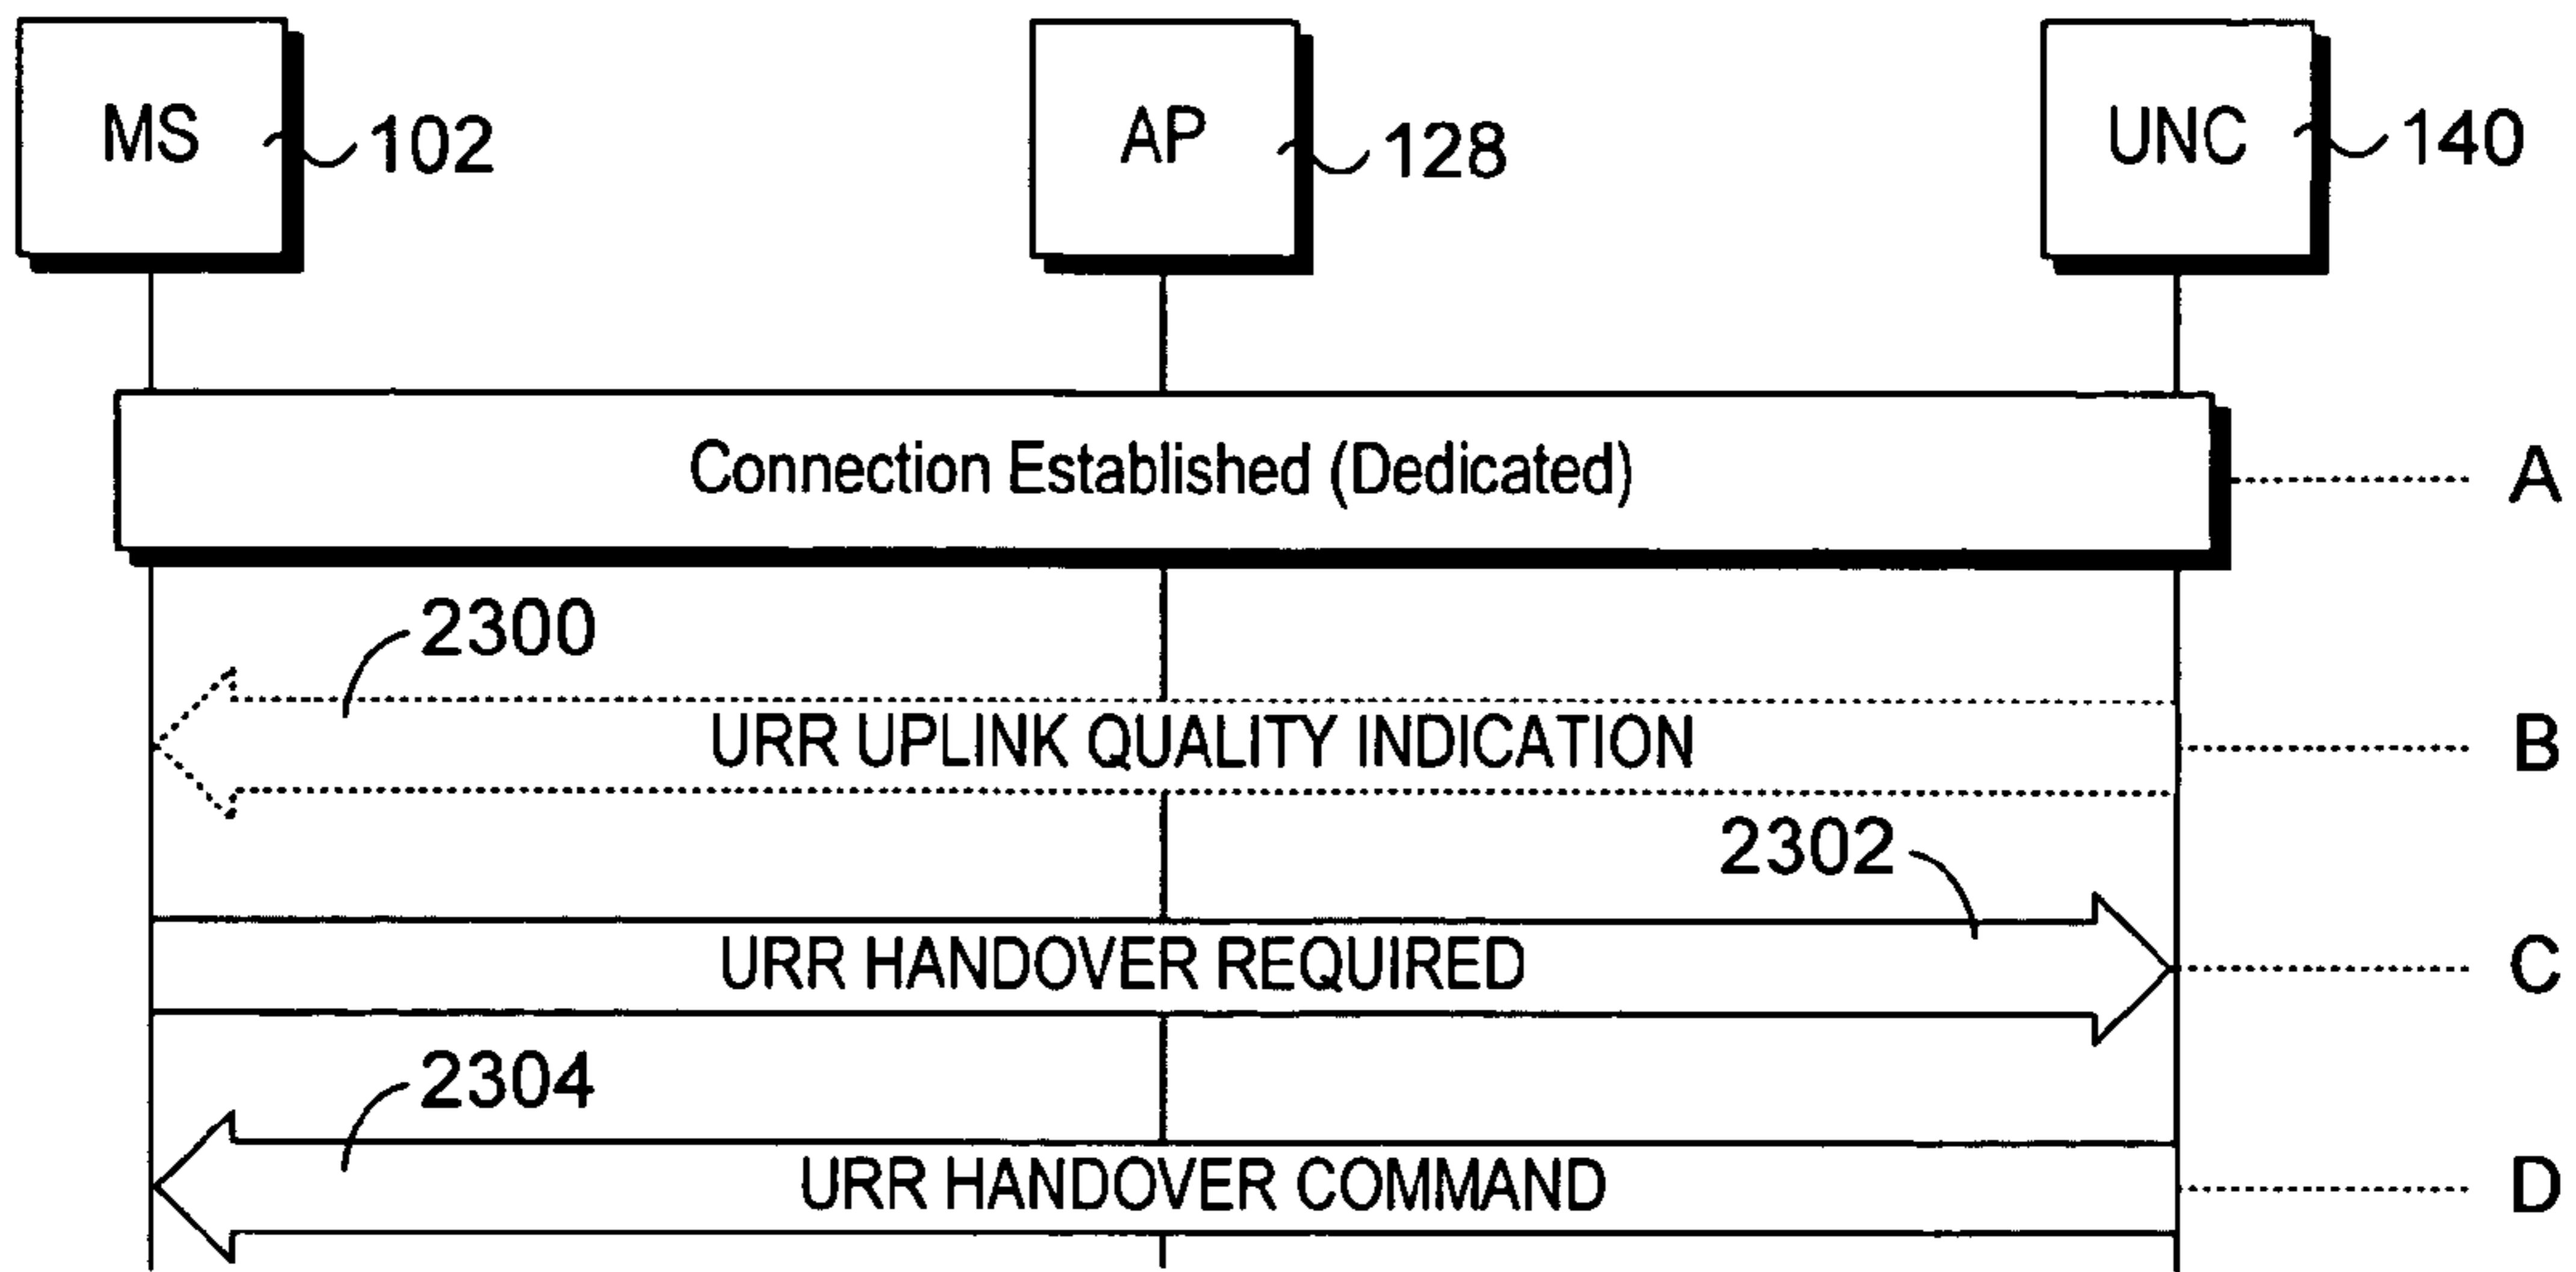 MS
102
AP
128
UNC
140
Connection Established (Dedicated)
A
2300
URR UPLINK QUALITY INDICATION
B
2302
URR HANDOVER REQUIRED
C
2304
URR HANDOVER COMMAND
D